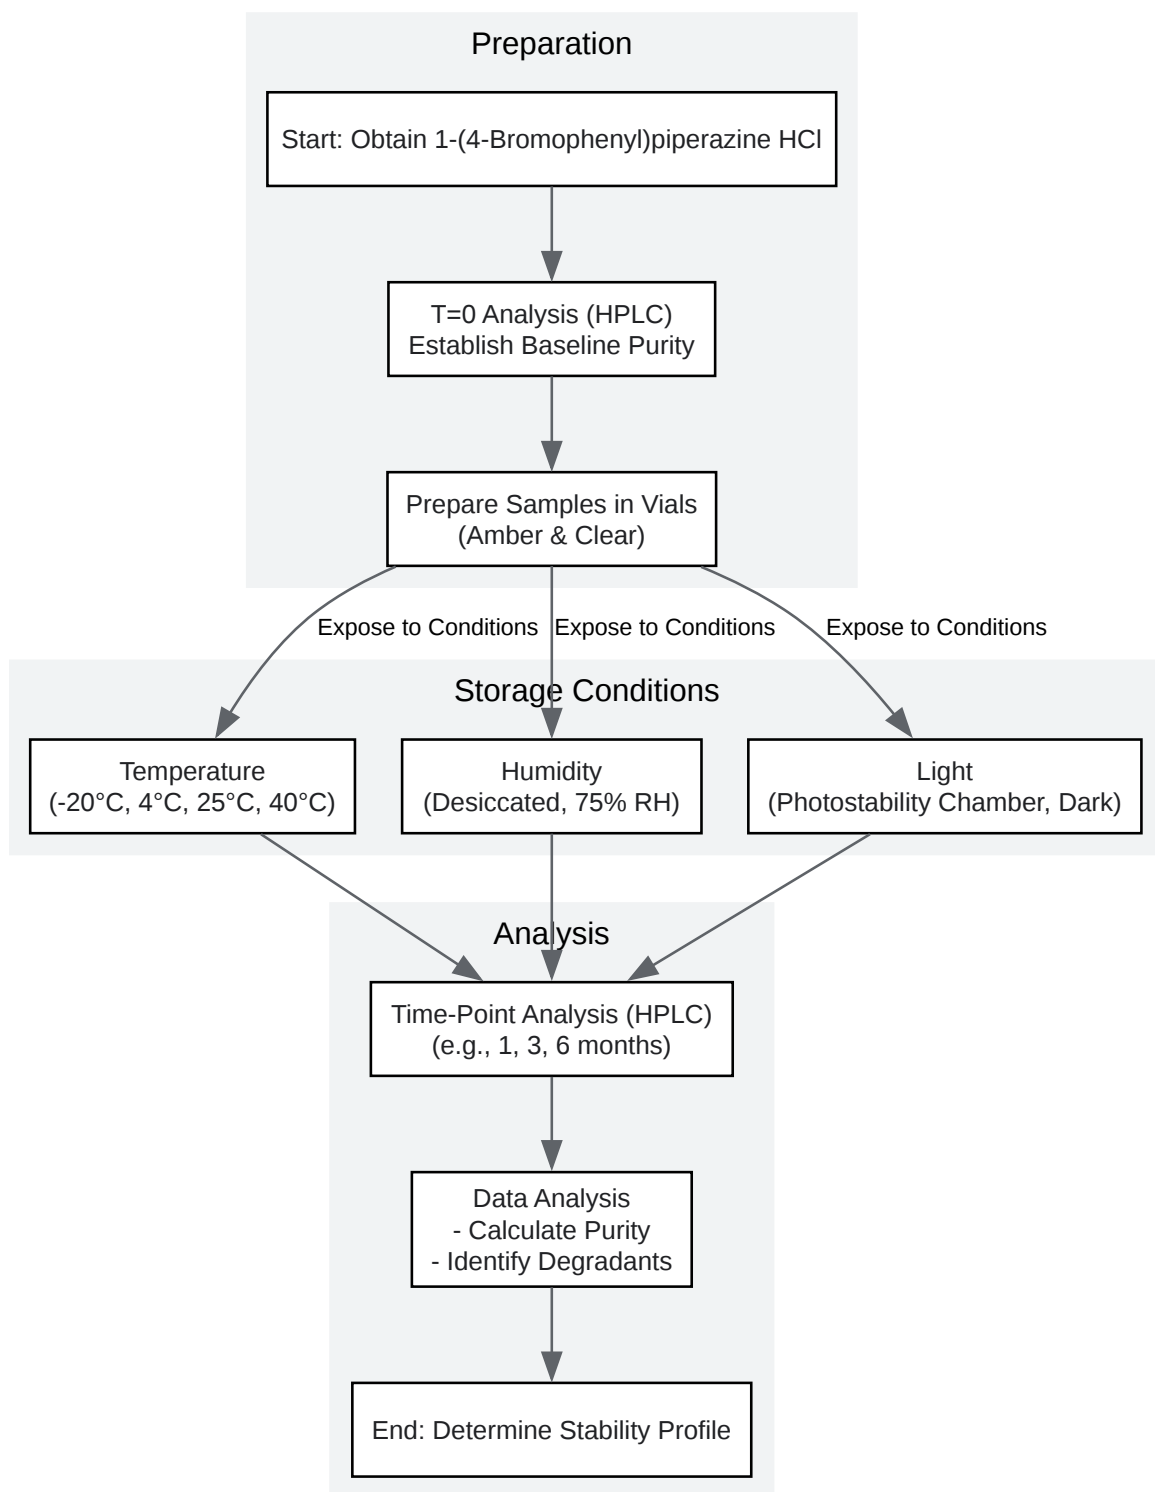 Preparation
Start: Obtain 1-(4-Bromophenyl)piperazine HCl
T=0 Analysis (HPLC)
Establish Baseline Purity
Prepare Samples in Vials
(Amber & Clear)
Expose to Conditions
Expose to Conditions
Expose to Conditions
Storage Conditions
Temperature
(-20°C, 4°C, 25°C, 40°C)
Humidity
(Desiccated, 75% RH)
Light
(Photostability Chamber, Dark)
Analysis
Time-Point Analysis (HPLC)
(e.g., 1, 3, 6 months)
Data Analysis
- Calculate Purity
- Identify Degradants
End: Determine Stability Profile